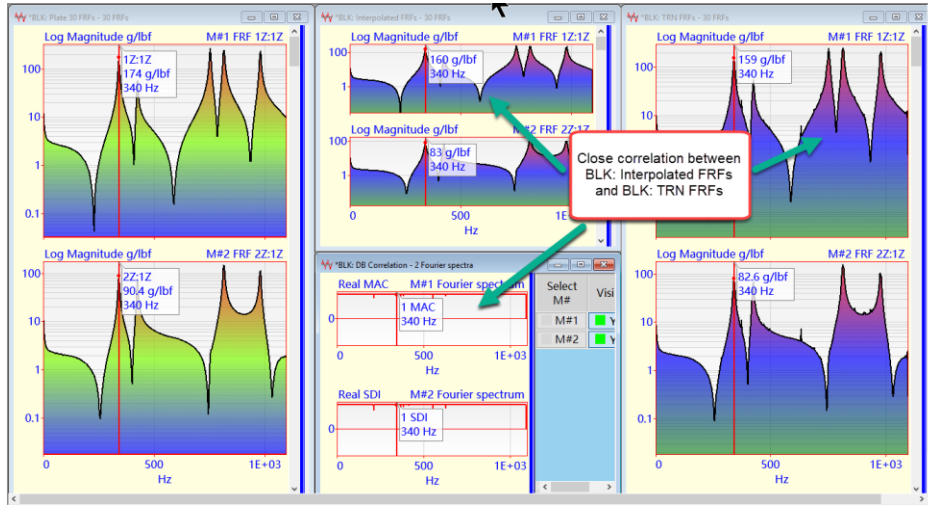 *BLK: Plate 30 FRFs - 30 FRFs
Log Magnitude g/lbf M#1 FRF 1Z:1Z
1Z:1Z
174 g/lbf
340 Hz
100
10
1
0.1
Log Magnitude g/lbf M#2 FRF 2Z:1Z
2Z:1Z
90.4 g/lbf
340 Hz
100
10
1
0.1
0 500 1E+03
Hz
*BLK: Interpolated FRFs - 30 FRFs
Log Magnitude g/lbf M#1 FRF 1Z:1Z
160 g/lbf
340 Hz
100
1
Log Magnitude g/lbf M#2 FRF 2Z:1Z
83 g/lbf
340 Hz
100
1
0 500 1E
Hz
*BLK: DB Correlation - 2 Fourier spectra
Real MAC M#1 Fourier spectrum
1 MAC
340 Hz
0
0 500 1E+03
Real SDI M#2 Fourier spectrum
1 SDI
340 Hz
0
0 500 1E+03
Hz
Select
M# Visi
M#1 Y
M#2 Y
*BLK: TRN FRFs - 30 FRFs
Log Magnitude g/lbf M#1 FRF 1Z:1Z
159 g/lbf
340 Hz
100
10
0.1
Log Magnitude g/lbf M#2 FRF 2Z:1Z
82.6 g/lbf
340 Hz
100
10
1
0.1
0 500 1E+03
Hz
Close correlation between
BLK: Interpolated FRFs
and BLK: TRN FRFs